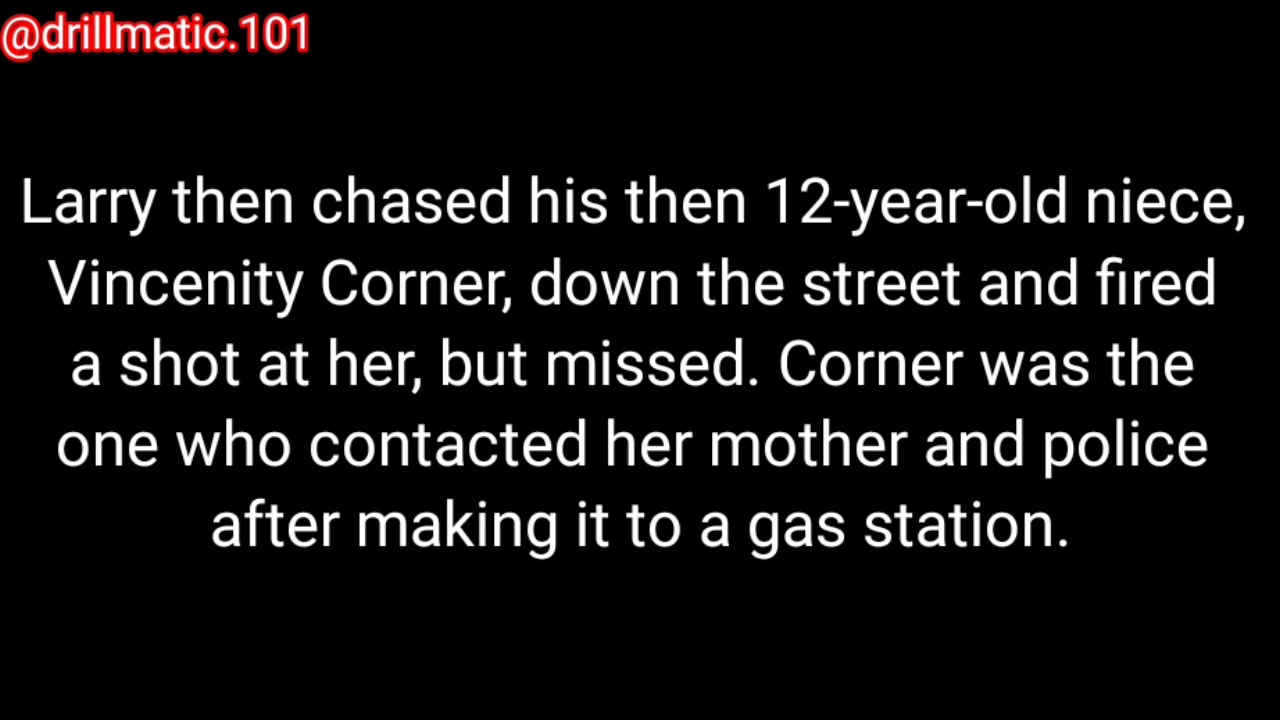 @drillmatic.101
Larry then chased his then 12-year-old niece,
Vincenity Corner, down the street and fired
a shot at her, but missed. Corner was the
one who contacted her mother and police
after making it to a gas station.